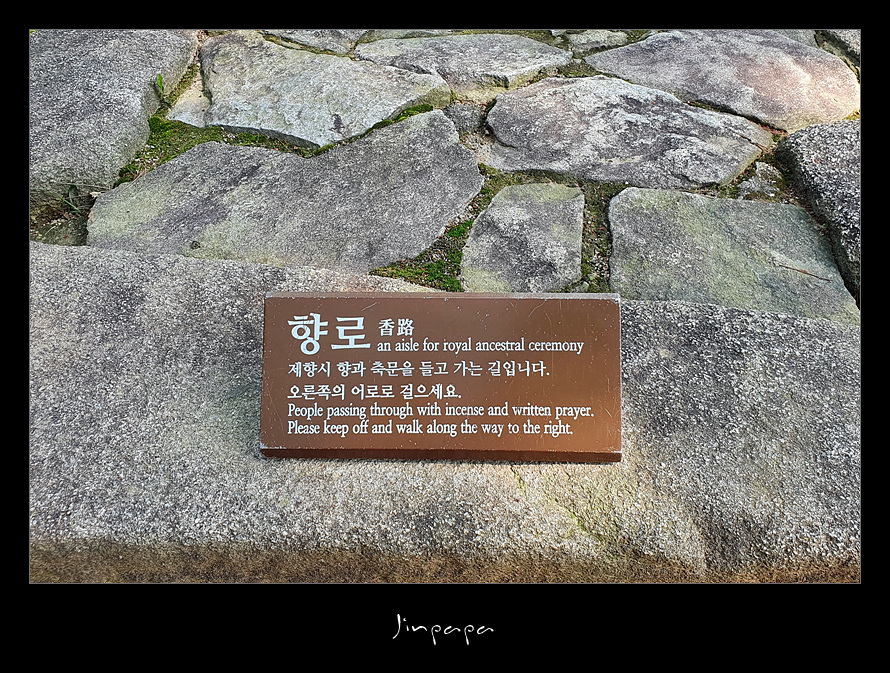 향로 香路
an aisle for royal ancestral ceremony
제향시 향과 축문을 들고 가는 길입니다.
오른쪽의 어로로 걸으세요.
People passing through with incense and written prayer.
Please keep off and walk along the way to the right.
Jinpapa